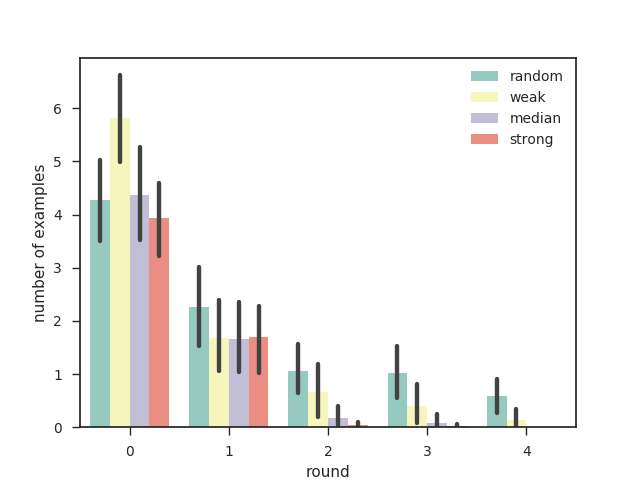 random
weak
median
strong
6
5
4
3
2
1
0
number of examples
0 1 2 3 4
round